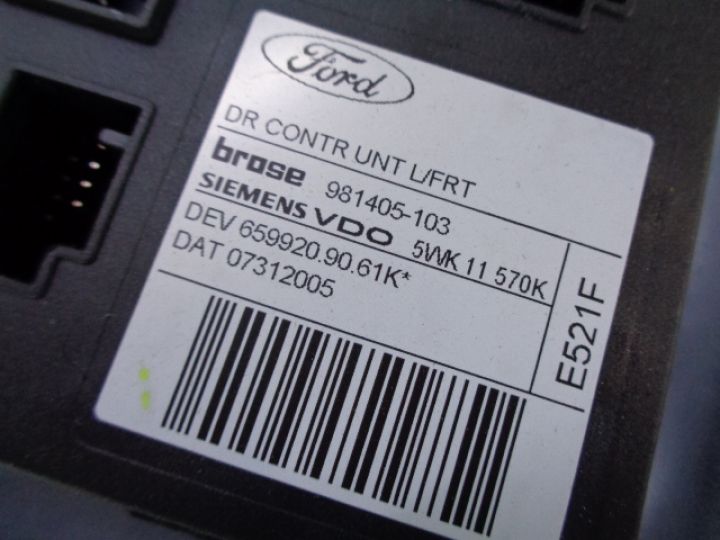 Ford
DR CONTR UNT L/FRT
brose 981405-103
SIEMENS VDO 5WK 11 570K
DEV 659920.90.61K*
DAT 07312005
E521F